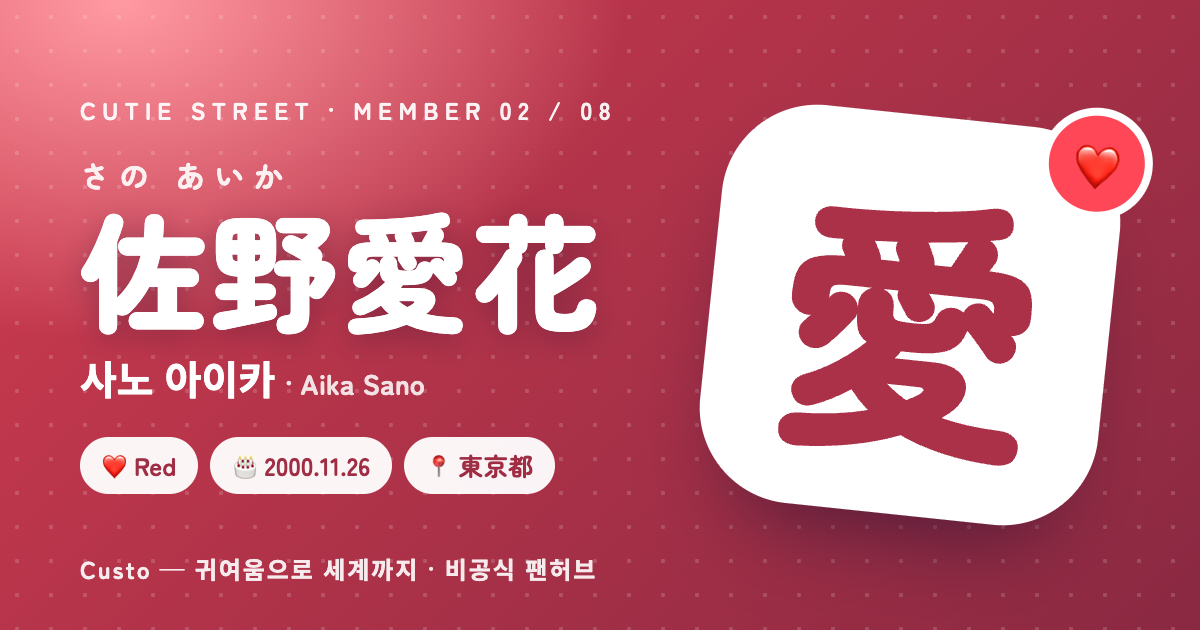 CUTIE STREET · MEMBER 02 / 08
さの あいか
佐野愛花
사노 아이카 · Aika Sano
❤️ Red
🎂 2000.11.26
📍 東京都
Custo — 귀여움으로 세계까지 · 비공식 팬허브
愛